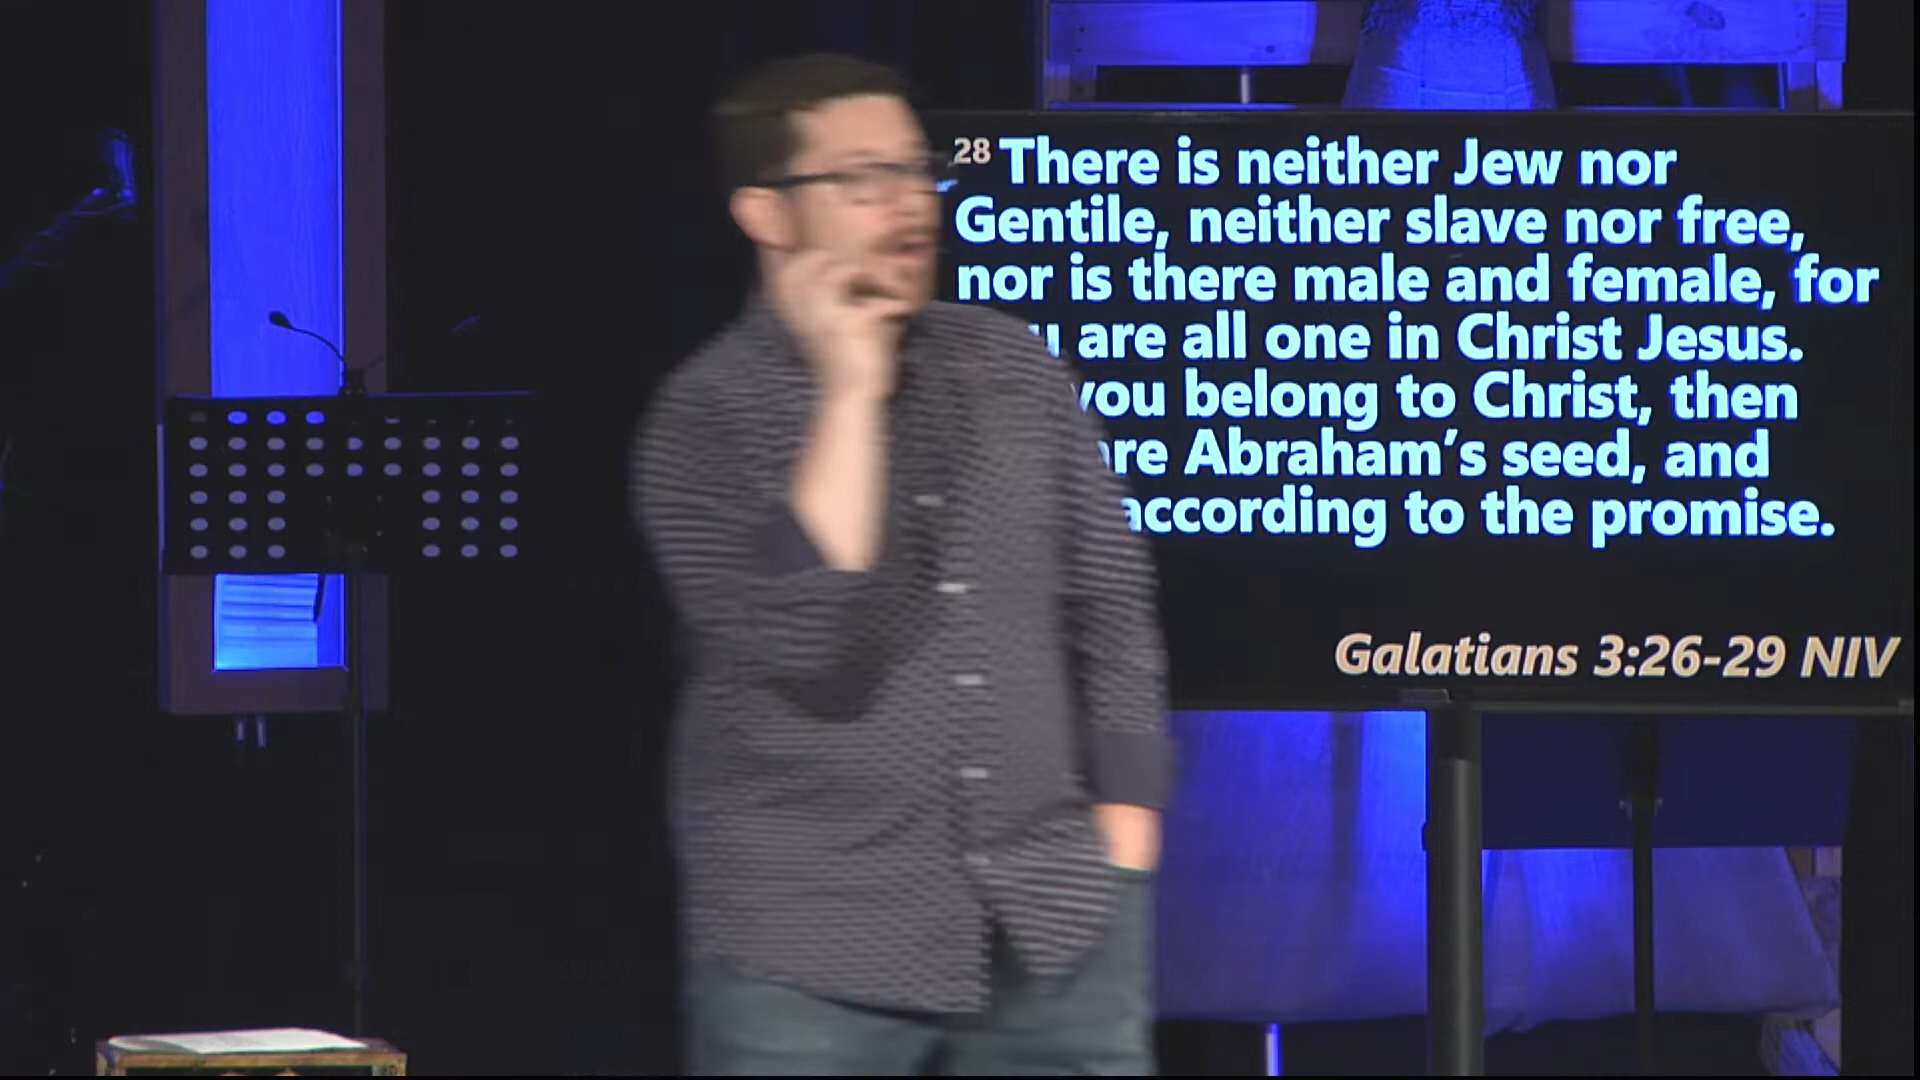 28 There is neither Jew nor
Gentile, neither slave nor free,
nor is there male and female, for
are all one in Christ Jesus.
you belong to Christ, then
are Abraham’s seed, and
according to the promise.
Galatians 3:26-29 NIV